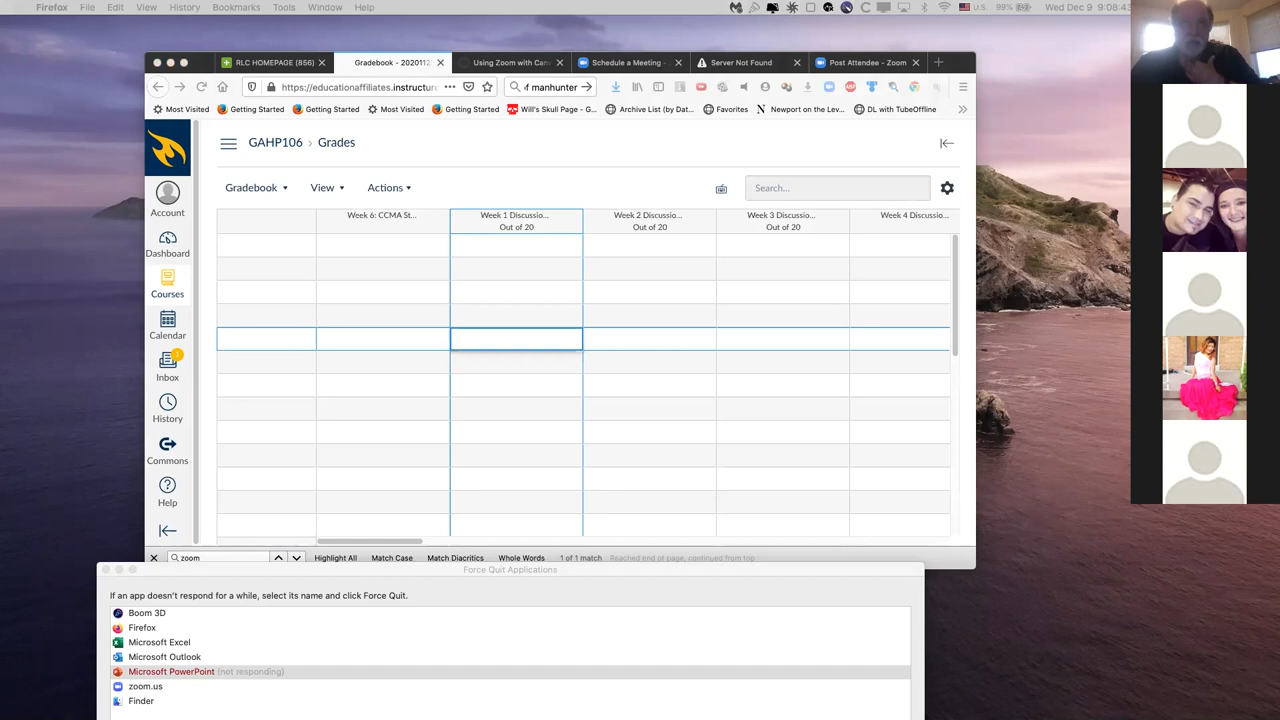 Firefox File Edit View History Bookmarks Tools Window Help
U.S. 99% Wed Dec 9 9:08:43
RLC HOMEPAGE (856) Gradebook - 2020112 Using Zoom with Can Schedule a Meeting - Server Not Found Post Attendee - Zoom
https://educationaffiliates.instructure ••• manhunter
Most Visited Getting Started Getting Started Most Visited Getting Started Will's Skull Page - G... Archive List (by Dat... Favorites Newport on the Lev... DL with TubeOffline
GAHP106 › Grades
Account
Dashboard
Courses
Calendar
1
Inbox
History
Commons
Help
Gradebook View Actions Search...
Week 6: CCMA St... Week 1 Discussio... Week 2 Discussio... Week 3 Discussio... Week 4 Discussio...
Out of 20 Out of 20 Out of 20
zoom Highlight All Match Case Match Diacritics Whole Words 1 of 1 match Reached end of page, continued from top
Force Quit Applications
If an app doesn't respond for a while, select its name and click Force Quit.
Boom 3D
Firefox
Microsoft Excel
Microsoft Outlook
Microsoft PowerPoint (not responding)
zoom.us
Finder